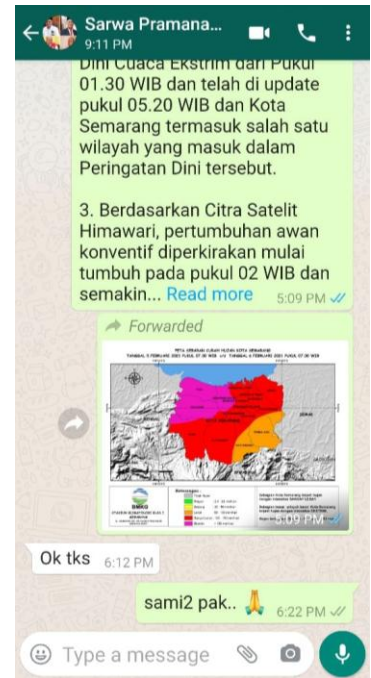 Sarwa Pramana...
9:11 PM
Dini Cuaca Ekstrim dari Pukul
01.30 WIB dan telah di update
pukul 05.20 WIB dan Kota
Semarang termasuk salah satu
wilayah yang masuk dalam
Peringatan Dini tersebut.
3. Berdasarkan Citra Satelit
Himawari, pertumbuhan awan
konventif diperkirakan mulai
tumbuh pada pukul 02 WIB dan
semakin... Read more 5:09 PM
Forwarded
BMKG
5:09 PM
Ok tks 6:12 PM
sami2 pak.. 🙏 6:22 PM
Type a message